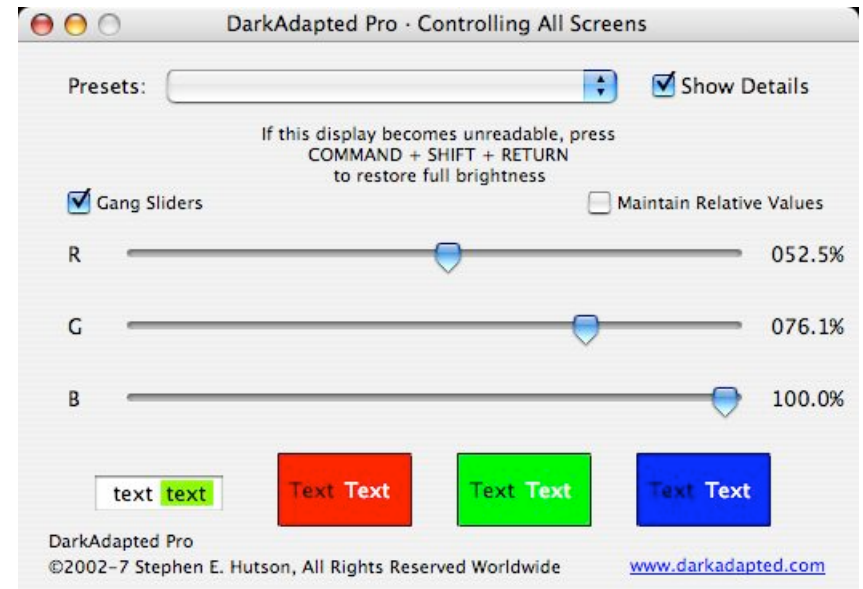 DarkAdapted Pro · Controlling All Screens
Presets: Show Details
If this display becomes unreadable, press
COMMAND + SHIFT + RETURN
to restore full brightness
Gang Sliders Maintain Relative Values
R 052.5%
G 076.1%
B 100.0%
text text Text Text Text Text Text Text
DarkAdapted Pro
©2002-7 Stephen E. Hutson, All Rights Reserved Worldwide www.darkadapted.com